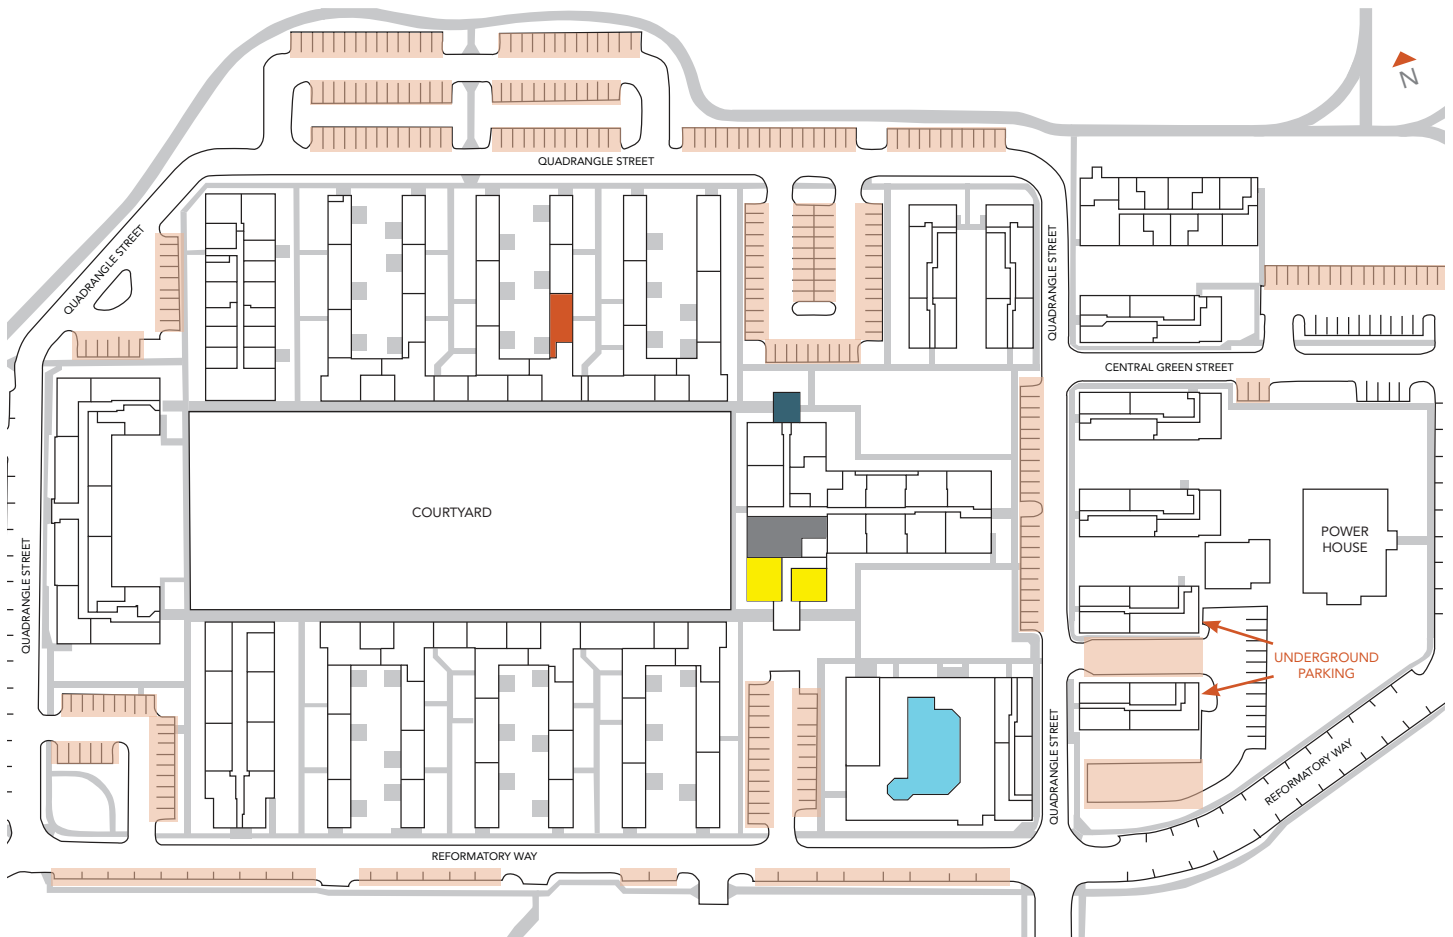 N
QUADRANGLE STREET
QUADRANGLE STREET
QUADRANGLE STREET
CENTRAL GREEN STREET
COURTYARD
POWER
HOUSE
QUADRANGLE STREET
UNDERGROUND
PARKING
QUADRANGLE STREET
REFORMATORY WAY
REFORMATORY WAY